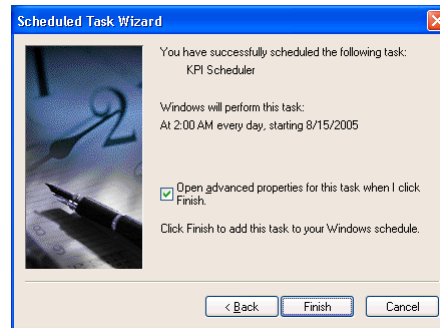 Scheduled Task Wizard
You have successfully scheduled the following task:
KPI Scheduler
Windows will perform this task:
At 2:00 AM every day, starting 8/15/2005
Open advanced properties for this task when I click
Finish.
Click Finish to add this task to your Windows schedule.
< Back
Finish
Cancel